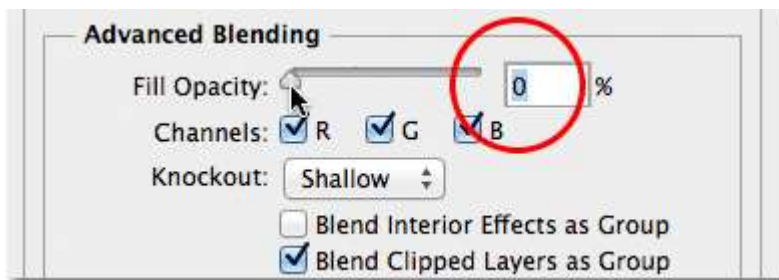 Advanced Blending
Fill Opacity: 0 %
Channels: R G B
Knockout: Shallow
Blend Interior Effects as Group
Blend Clipped Layers as Group